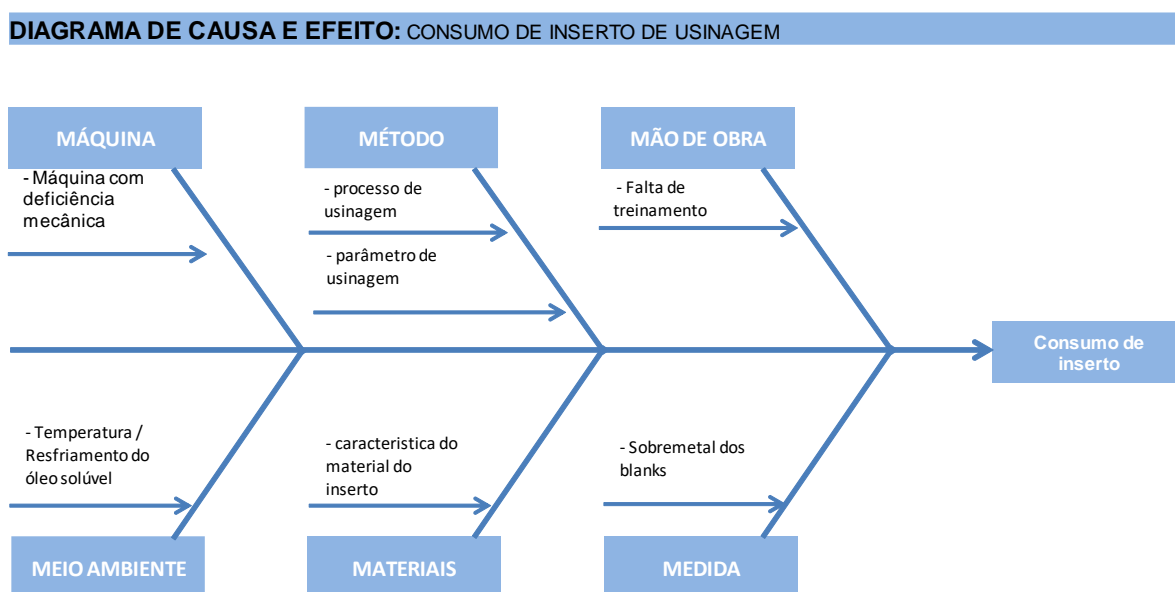 DIAGRAMA DE CAUSA E EFEITO: CONSUMO DE INSERTO DE USINAGEM
MÁQUINA
MÉTODO
MÃO DE OBRA
- Máquina com
deficiência
mecânica
- processo de
usinagem
- parâmetro de
usinagem
- Falta de
treinamento
Consumo de
inserto
- Temperatura /
Resfriamento do
óleo solúvel
- caracteristica do
material do
inserto
- Sobremetal dos
blanks
MEIO AMBIENTE
MATERIAIS
MEDIDA